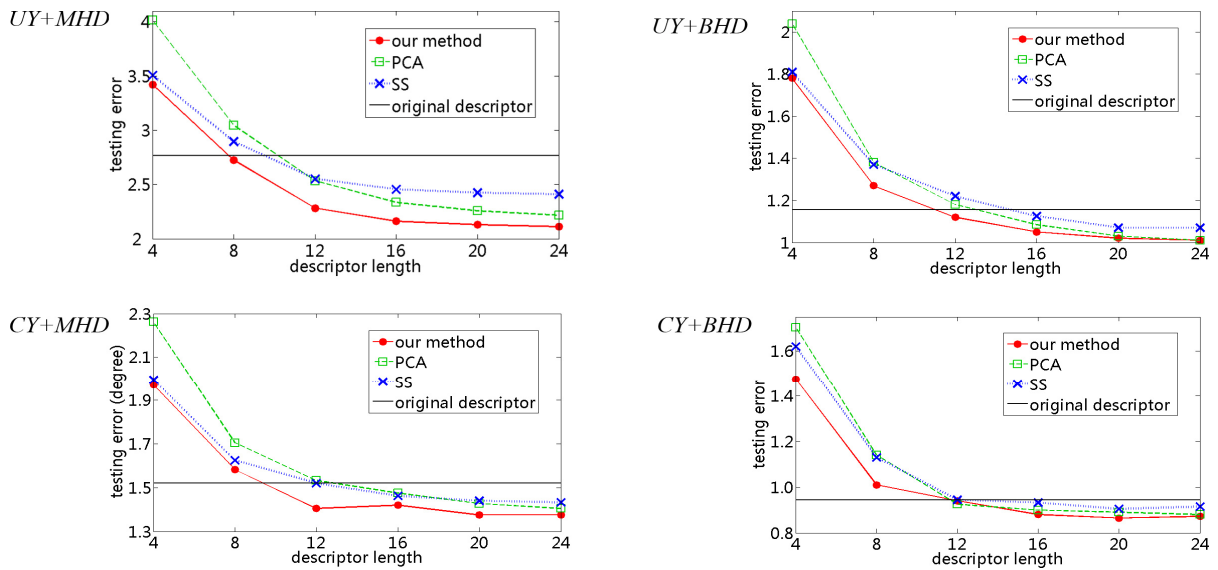 UY+MHD
testing error
4
3.5
3
2.5
2
4
8
12
16
20
24
descriptor length
our method
PCA
SS
original descriptor
UY+BHD
testing error
2
1.8
1.6
1.4
1.2
1
4
8
12
16
20
24
descriptor length
our method
PCA
SS
original descriptor
CY+MHD
testing error (degree)
2.3
2.1
1.9
1.7
1.5
1.3
4
8
12
16
20
24
descriptor length
our method
PCA
SS
original descriptor
CY+BHD
testing error
1.6
1.4
1.2
1.0
0.8
4
8
12
16
20
24
descriptor length
our method
PCA
SS
original descriptor